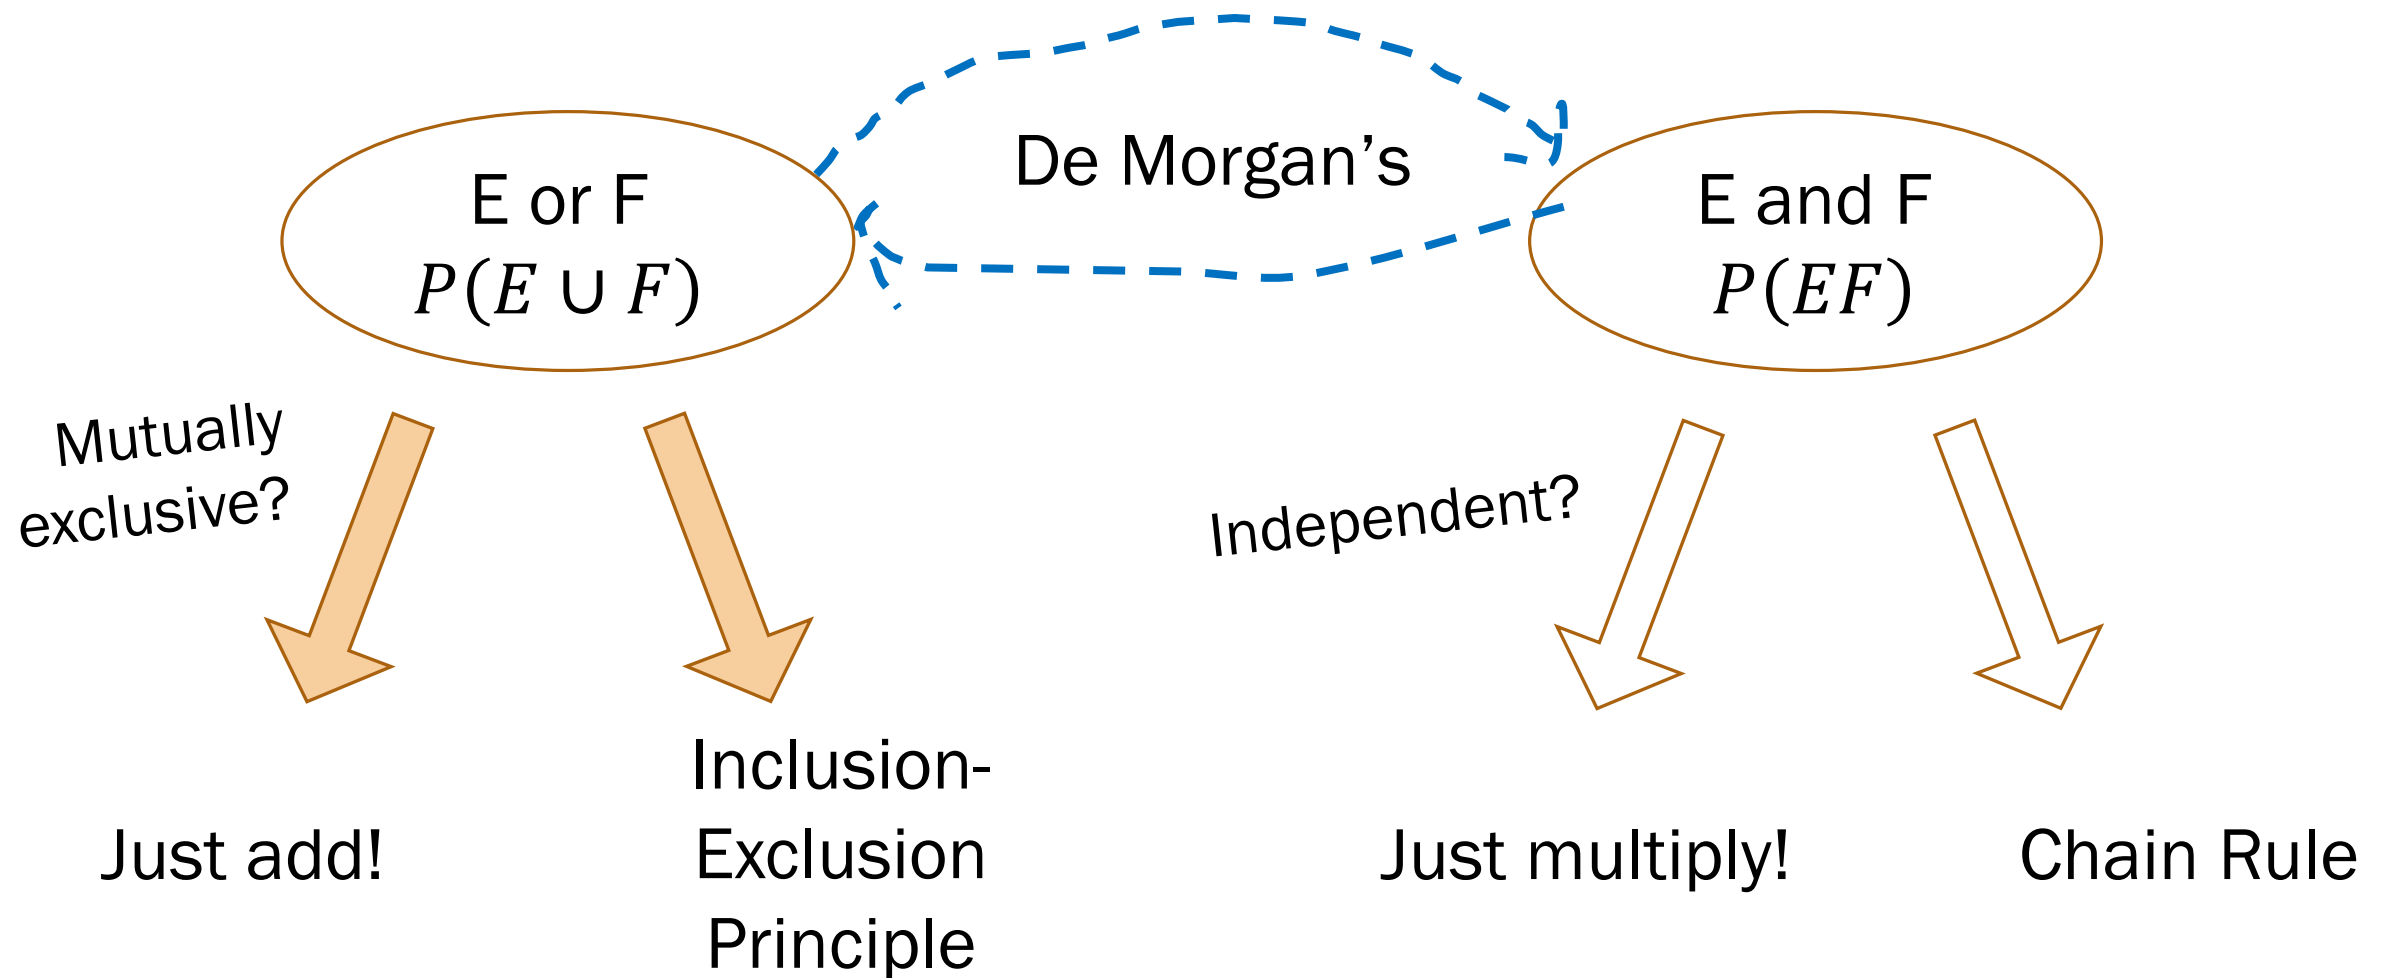 De Morgan’s
E or F
P(E ∪ F)
E and F
P(EF)
Mutually
exclusive?
Independent?
Just add!
Inclusion-
Exclusion
Principle
Just multiply!
Chain Rule